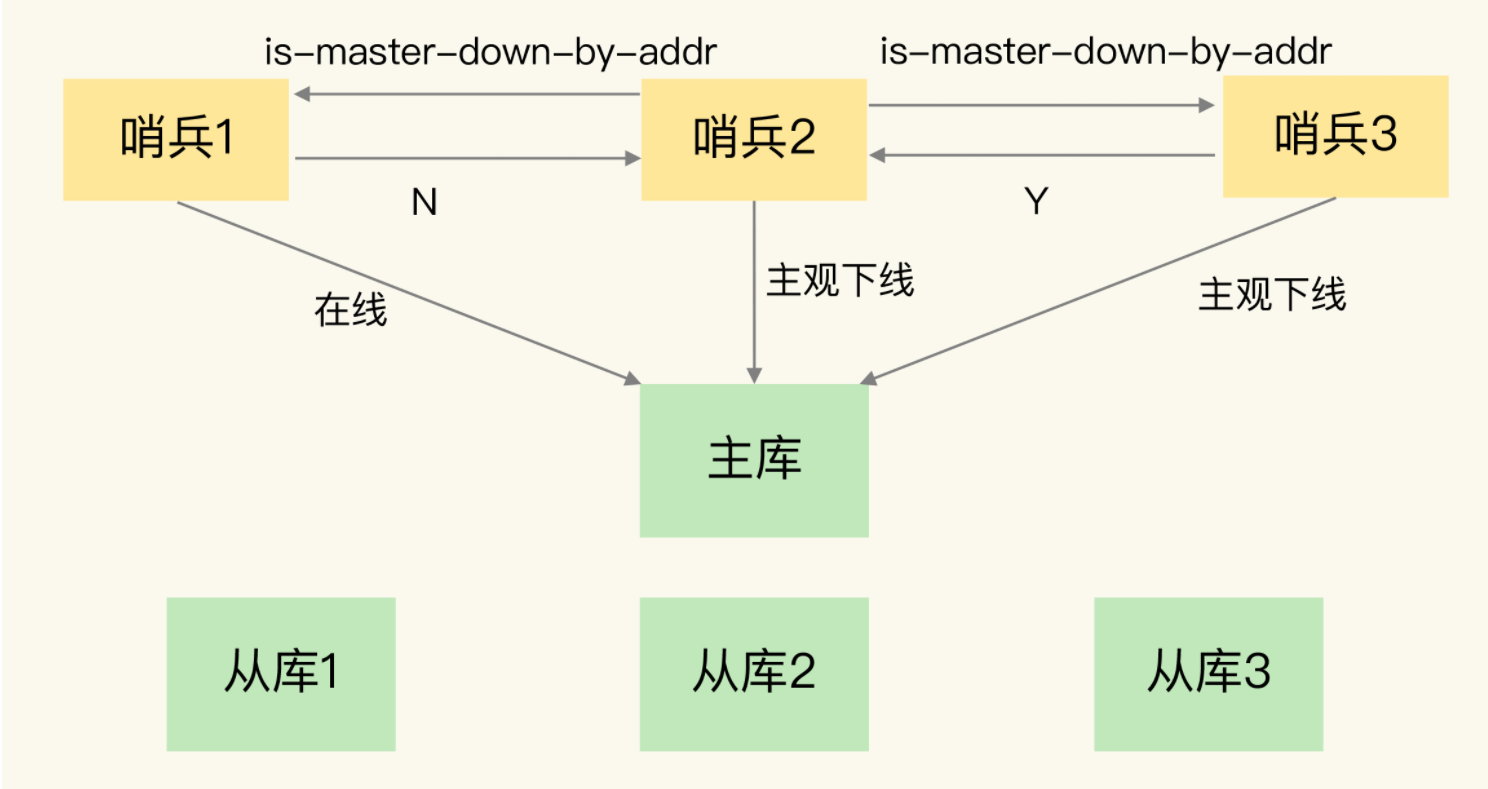 is-master-down-by-addr
is-master-down-by-addr
哨兵1
哨兵2
哨兵3
N
Y
在线
主观下线
主观下线
主库
从库1
从库2
从库3